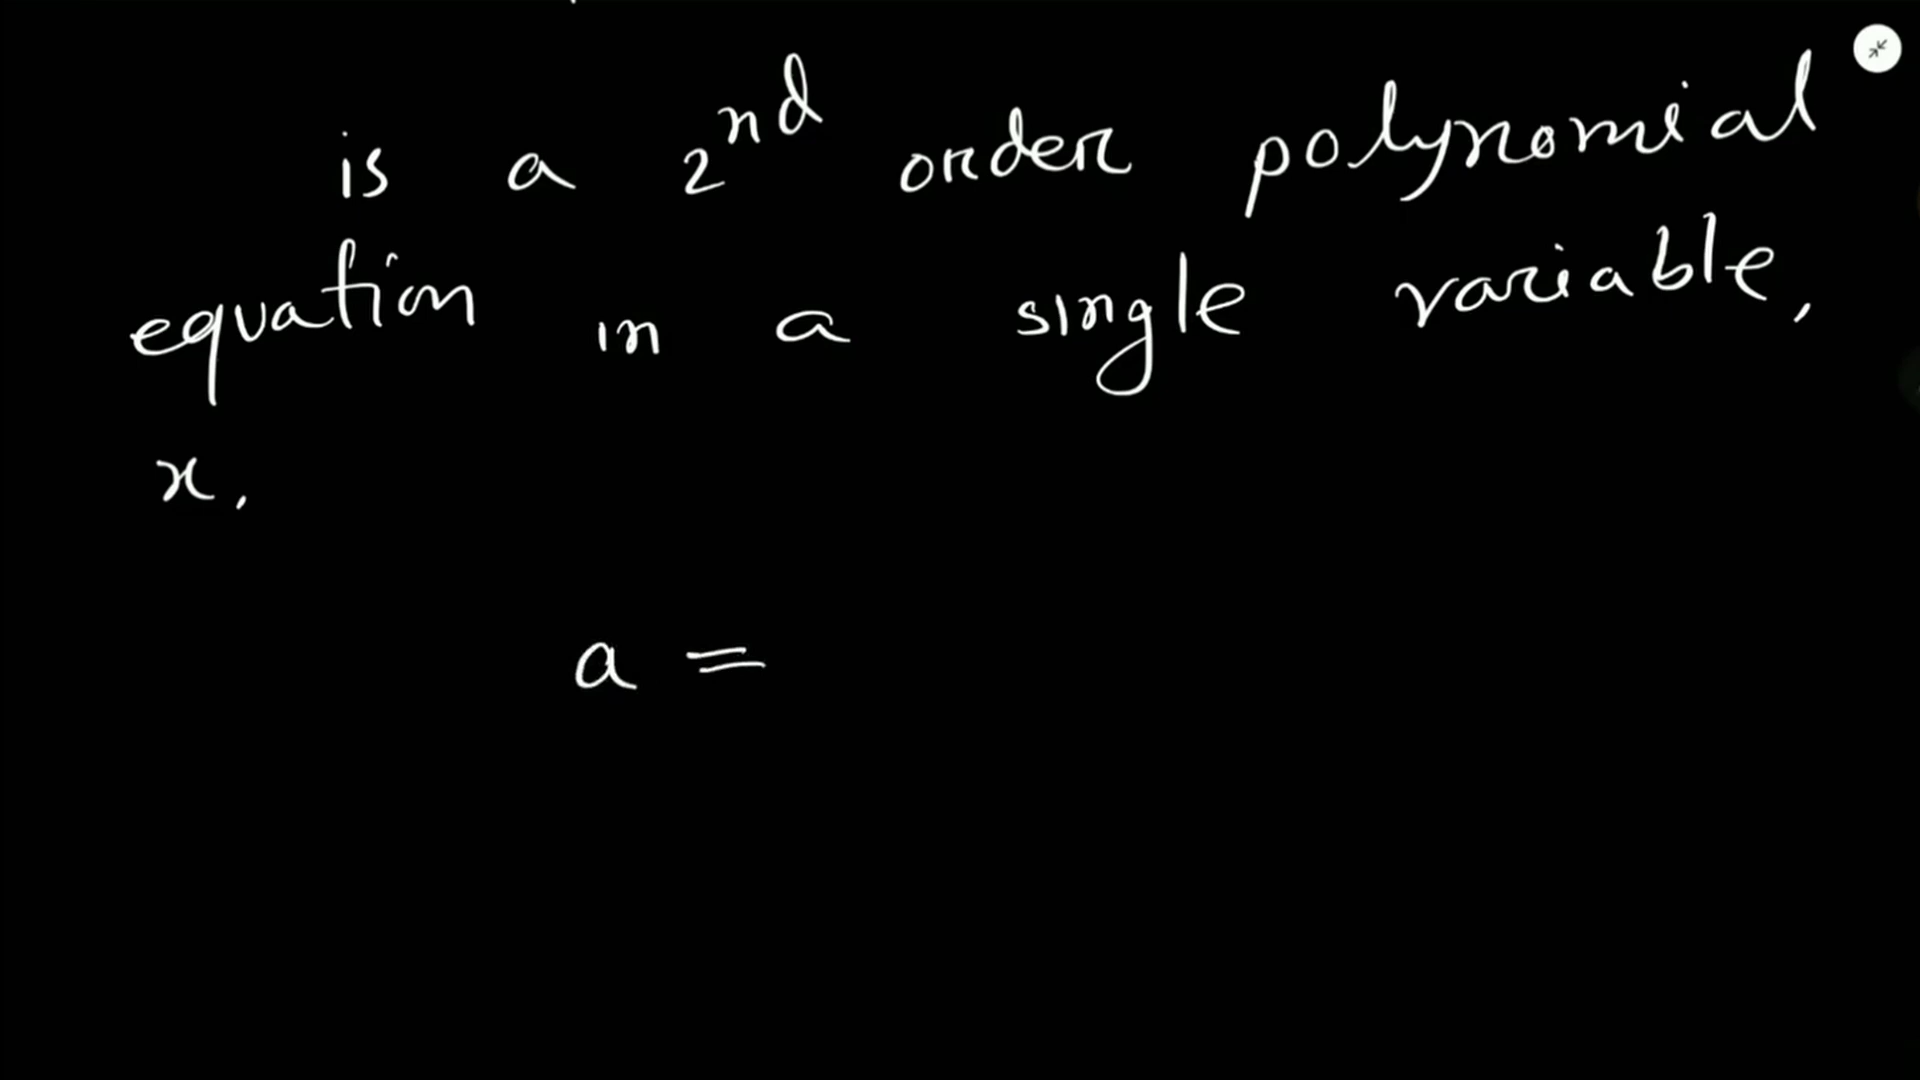 is a 2nd order polynomial
equation in a single variable,
x.
a =